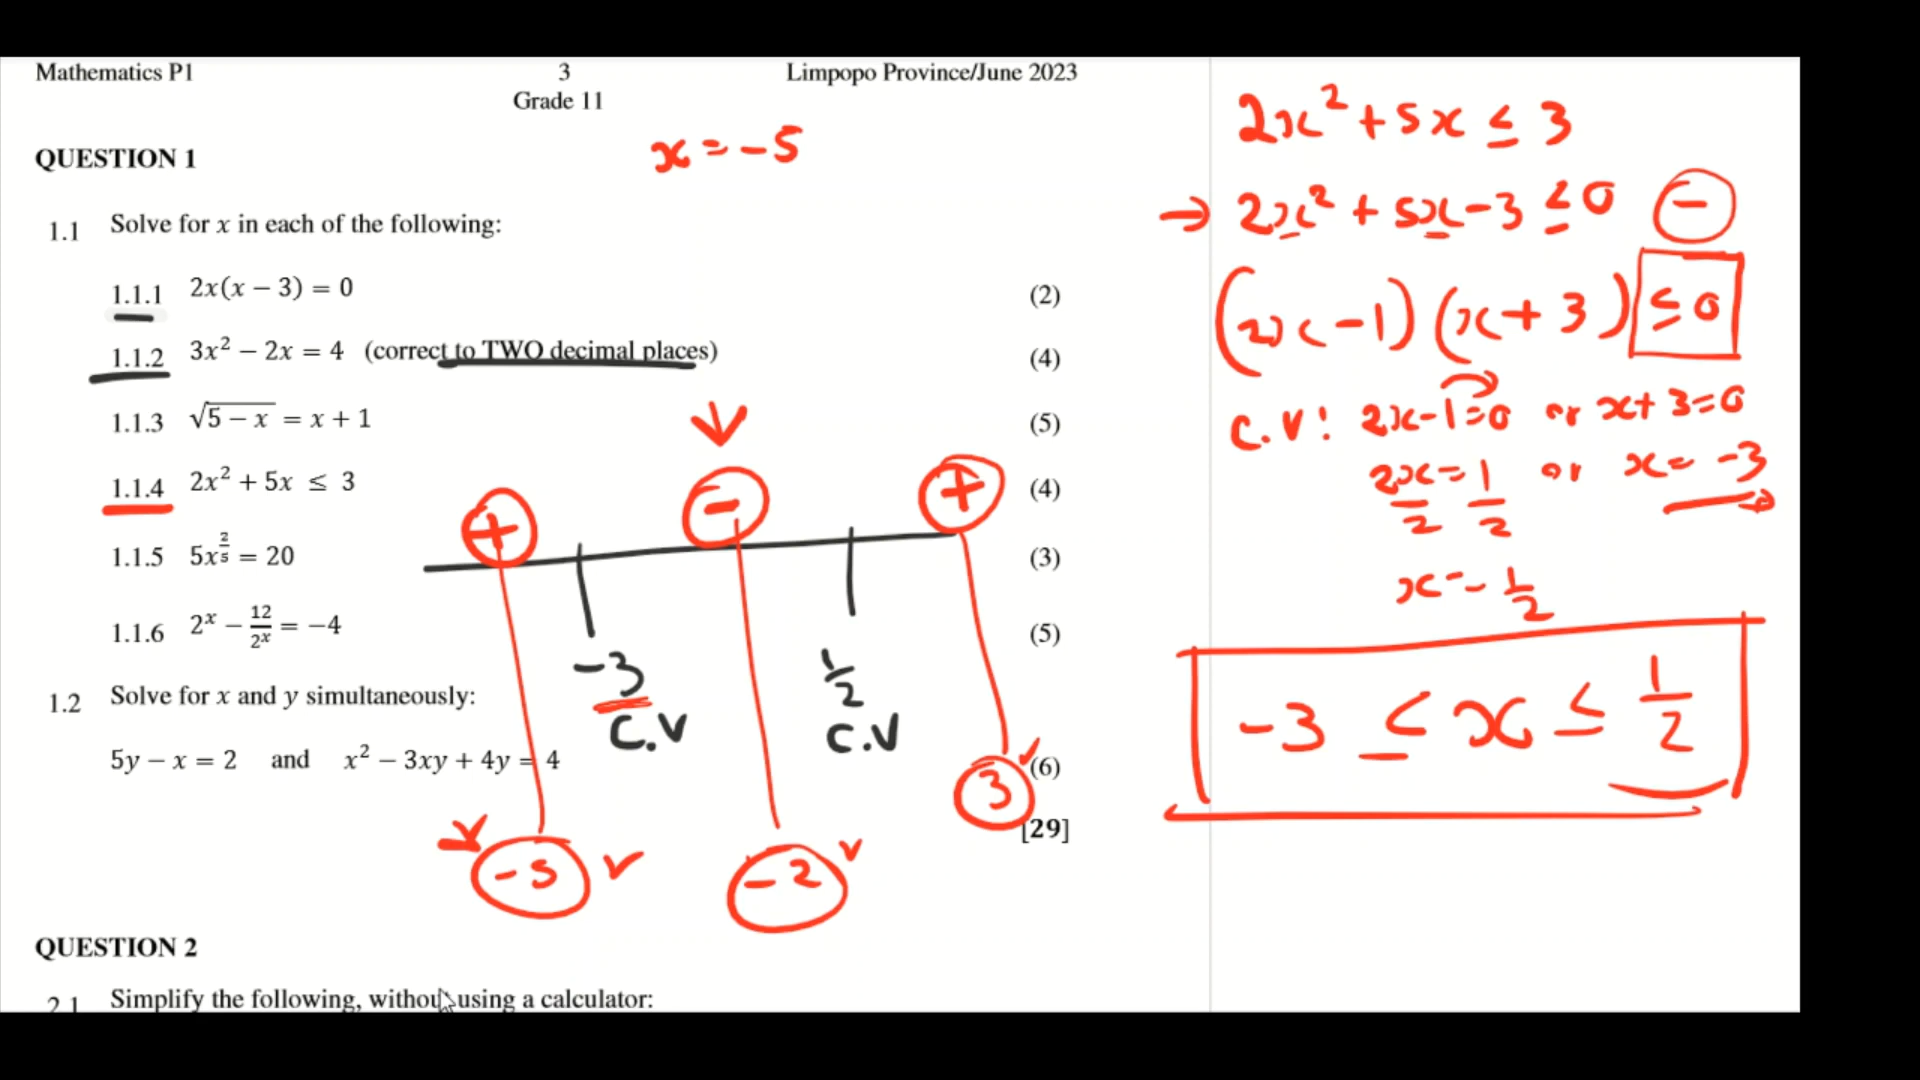 Mathematics P1 3 Limpopo Province/June 2023
Grade 11
x = -5
QUESTION 1
1.1 Solve for x in each of the following:
1.1.1 2x(x − 3) = 0 (2)
1.1.2 3x² − 2x = 4 (correct to TWO decimal places) (4)
1.1.3 √(5 − x) = x + 1 (5)
1.1.4 2x² + 5x ≤ 3 (4)
1.1.5 5x^(2/5) = 20 (3)
1.1.6 2^x − 12/2^x = −4 (5)
1.2 Solve for x and y simultaneously:
5y − x = 2 and x² − 3xy + 4y = 4 (6)
[29]
+ - +
-3 1/2
C.V C.V
-5 -2 3
QUESTION 2
2.1 Simplify the following, without using a calculator:
2x² + 5x ≤ 3
→ 2x² + 5x - 3 ≤ 0 -
(2x - 1)(x + 3) ≤ 0
C.V: 2x - 1 = 0 or x + 3 = 0
2x/2 = 1/2 or x = -3
x = 1/2
-3 ≤ x ≤ 1/2